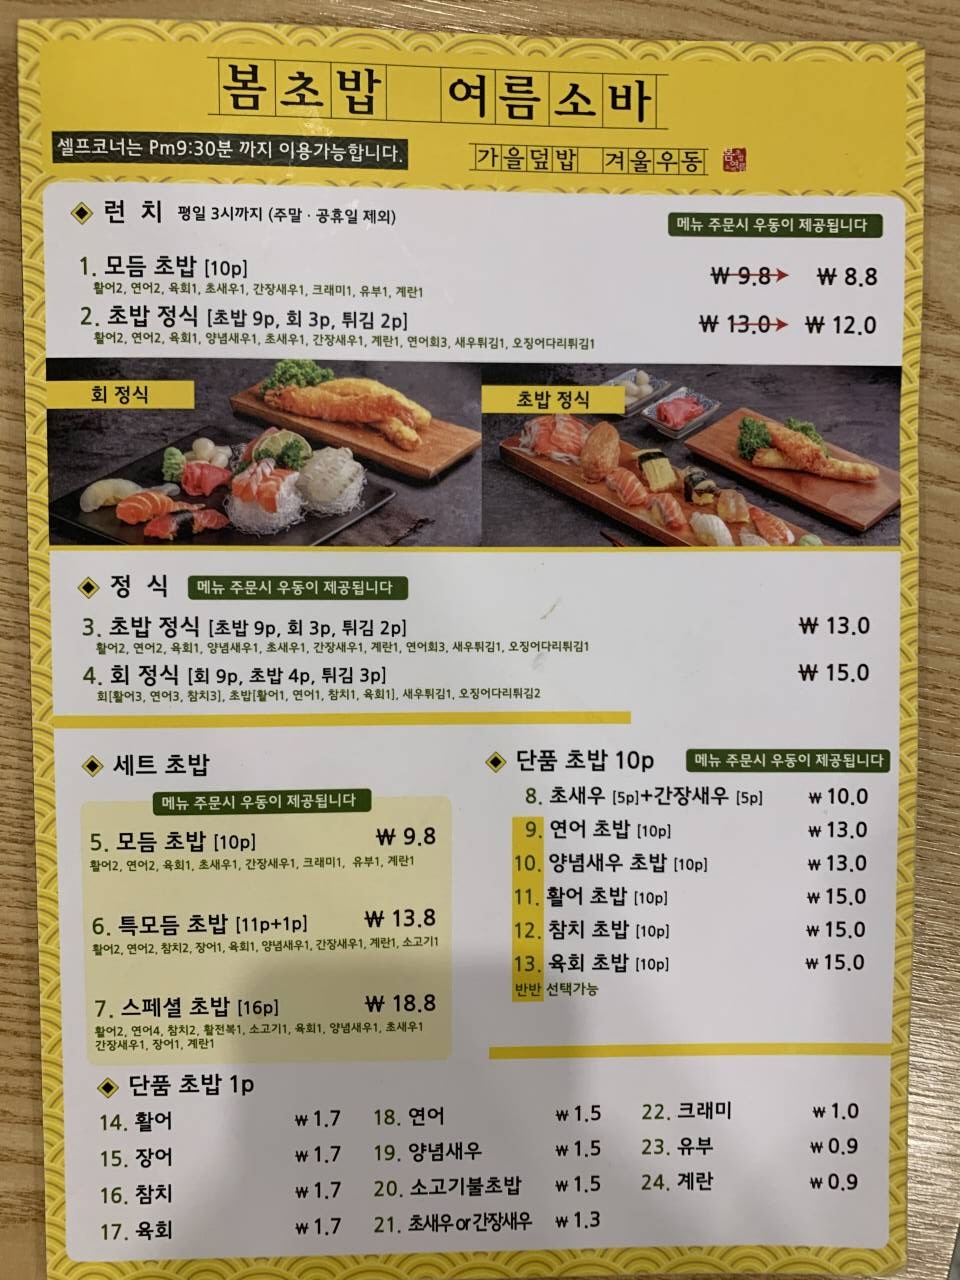 봄초밥 여름소바
셀프코너는 Pm9:30분 까지 이용가능합니다.
가을덮밥 겨울우동
런 치 평일 3시까지 (주말 · 공휴일 제외)
메뉴 주문시 우동이 제공됩니다
1. 모듬 초밥 [10p] ₩ 9.8 ₩ 8.8
활어2, 연어2, 육회1, 초새우1, 간장새우1, 크래미1, 유부1, 계란1
2. 초밥 정식 [초밥 9p, 회 3p, 튀김 2p] ₩ 13.0 ₩ 12.0
활어2, 연어2, 육회1, 양념새우1, 초새우1, 간장새우1, 계란1, 연어회3, 새우튀김1, 오징어다리튀김1
회 정식
초밥 정식
정 식 메뉴 주문시 우동이 제공됩니다
3. 초밥 정식 [초밥 9p, 회 3p, 튀김 2p] ₩ 13.0
활어2, 연어2, 육회1, 양념새우1, 초새우1, 간장새우1, 계란1, 연어회3, 새우튀김1, 오징어다리튀김1
4. 회 정식 [회 9p, 초밥 4p, 튀김 3p] ₩ 15.0
회[활어3, 연어3, 참치3], 초밥[활어1, 연어1, 참치1, 육회1], 새우튀김1, 오징어다리튀김2
세트 초밥
메뉴 주문시 우동이 제공됩니다
5. 모듬 초밥 [10p] ₩ 9.8
활어2, 연어2, 육회1, 초새우1, 간장새우1, 크래미1, 유부1, 계란1
6. 특모듬 초밥 [11p+1p] ₩ 13.8
활어2, 연어2, 참치2, 장어1, 육회1, 양념새우1, 간장새우1, 계란1, 소고기1
7. 스페셜 초밥 [16p] ₩ 18.8
활어2, 연어4, 참치2, 활전복1, 소고기1, 육회1, 양념새우1, 초새우1
간장새우1, 장어1, 계란1
단품 초밥 10p 메뉴 주문시 우동이 제공됩니다
8. 초새우 [5p]+간장새우 [5p] ₩ 10.0
9. 연어 초밥 [10p] ₩ 13.0
10. 양념새우 초밥 [10p] ₩ 13.0
11. 활어 초밥 [10p] ₩ 15.0
12. 참치 초밥 [10p] ₩ 15.0
13. 육회 초밥 [10p] ₩ 15.0
반반 선택가능
단품 초밥 1p
14. 활어 ₩ 1.7
15. 장어 ₩ 1.7
16. 참치 ₩ 1.7
17. 육회 ₩ 1.7
18. 연어 ₩ 1.5
19. 양념새우 ₩ 1.5
20. 소고기불초밥 ₩ 1.5
21. 초새우 or 간장새우 ₩ 1.3
22. 크래미 ₩ 1.0
23. 유부 ₩ 0.9
24. 계란 ₩ 0.9